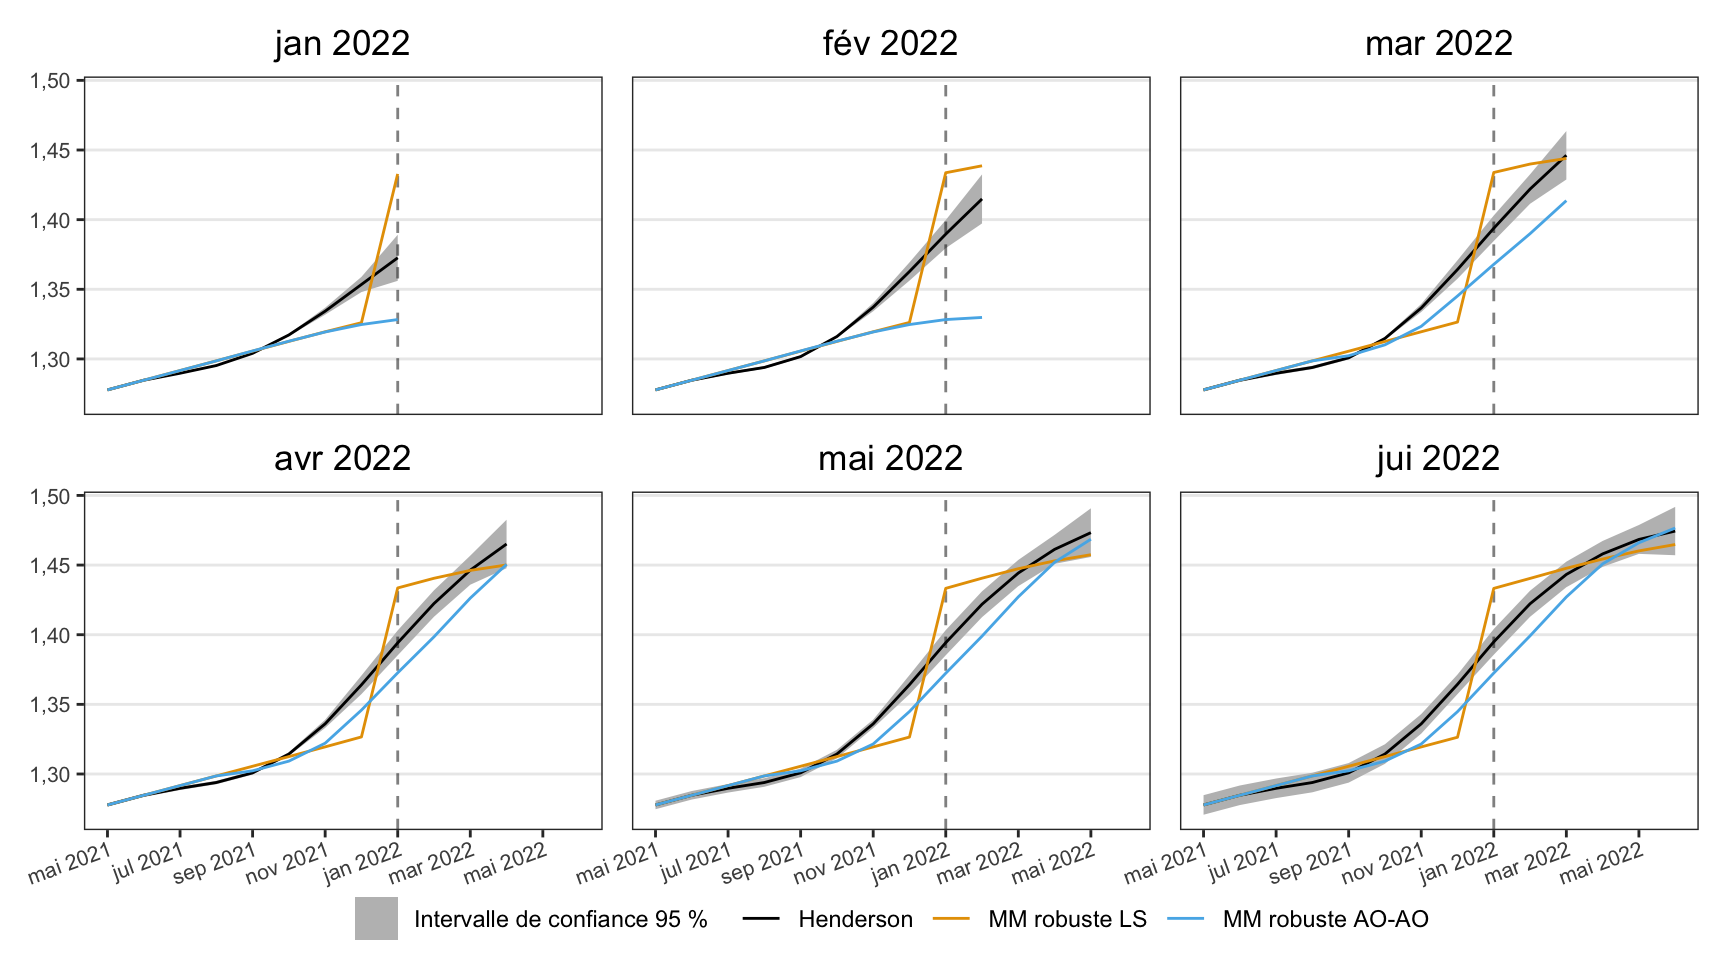 jan 2022 fév 2022 mar 2022
1,50
1,45
1,40
1,35
1,30
avr 2022 mai 2022 jui 2022
1,50
1,45
1,40
1,35
1,30
mai 2021 jul 2021 sep 2021 nov 2021 jan 2022 mar 2022 mai 2022 mai 2021 jul 2021 sep 2021 nov 2021 jan 2022 mar 2022 mai 2022 mai 2021 jul 2021 sep 2021 nov 2021 jan 2022 mar 2022 mai 2022
Intervalle de confiance 95 % Henderson MM robuste LS MM robuste AO-AO